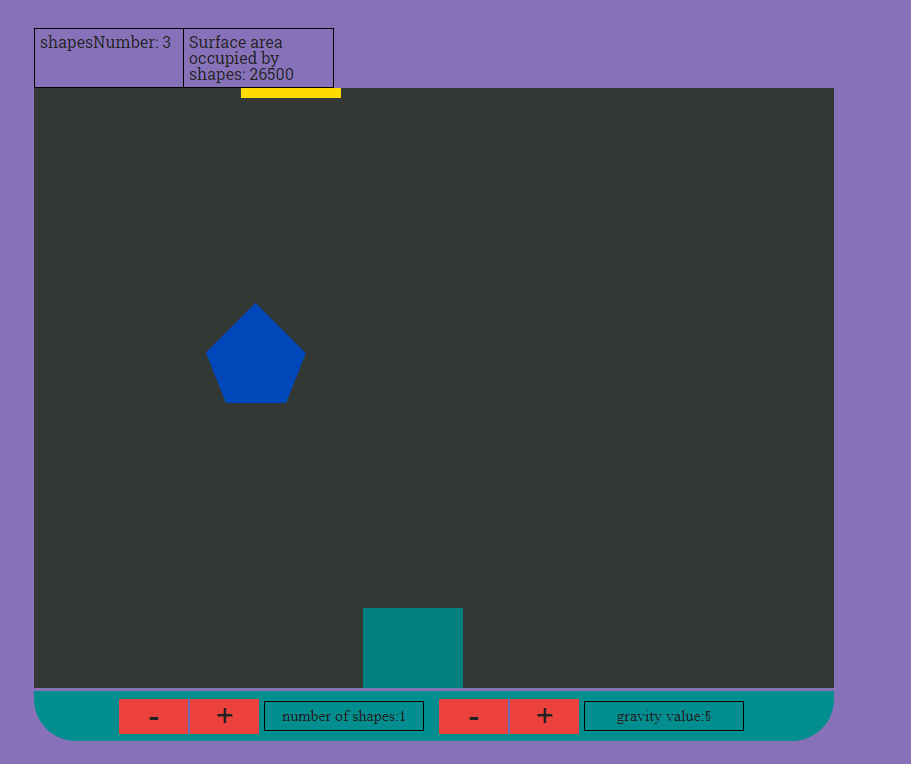 shapesNumber: 3
Surface area
occupied by
shapes: 26500
- + number of shapes:1 - + gravity value:5